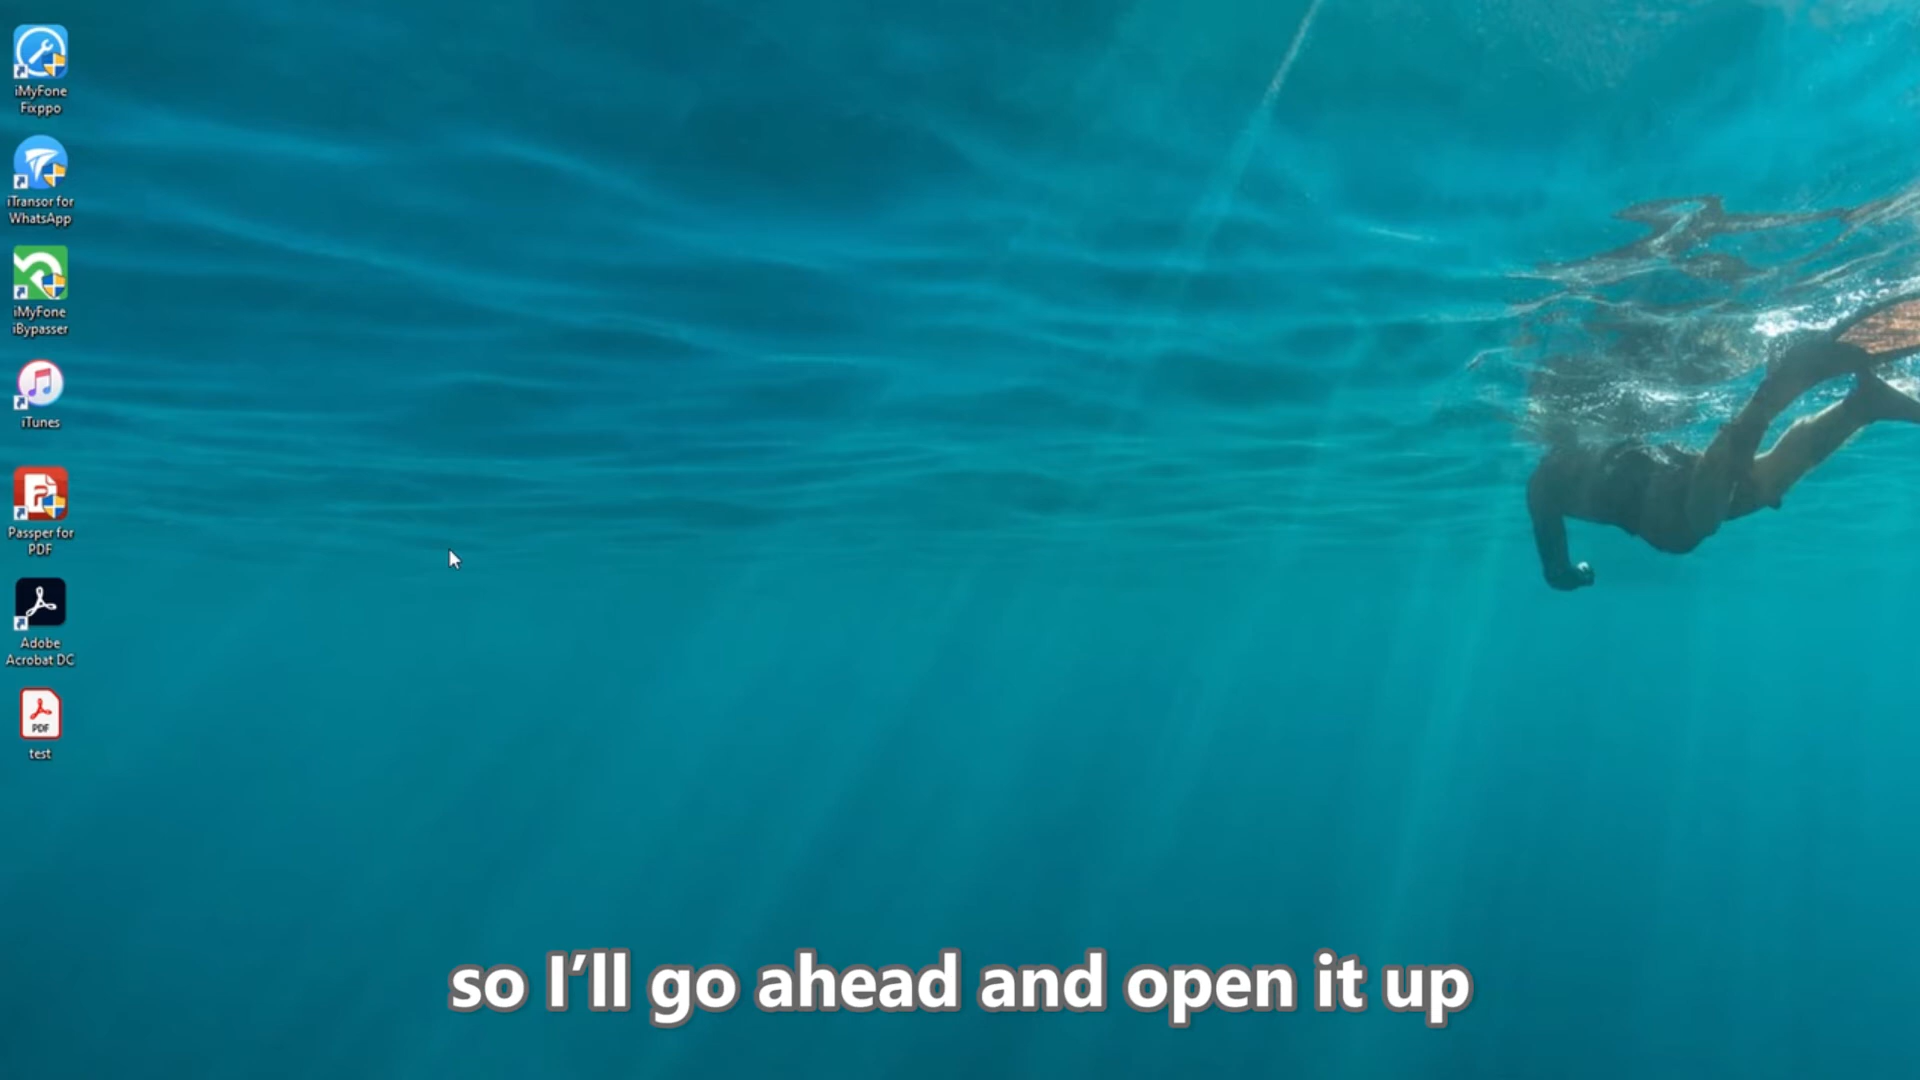 iMyFone
Fixppo
iTransor for
WhatsApp
iMyFone
iBypasser
iTunes
Passper for
PDF
Adobe
Acrobat DC
PDF
test
so I’ll go ahead and open it up